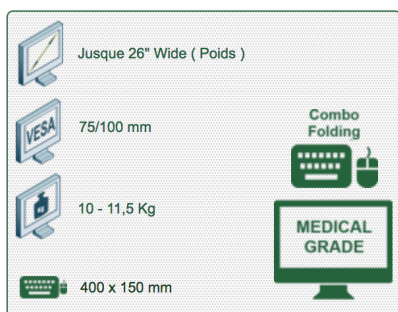 Jusque 26" Wide ( Poids )
VESA
75/100 mm
Combo
Folding
KG
10 - 11,5 Kg
MEDICAL
GRADE
400 x 150 mm